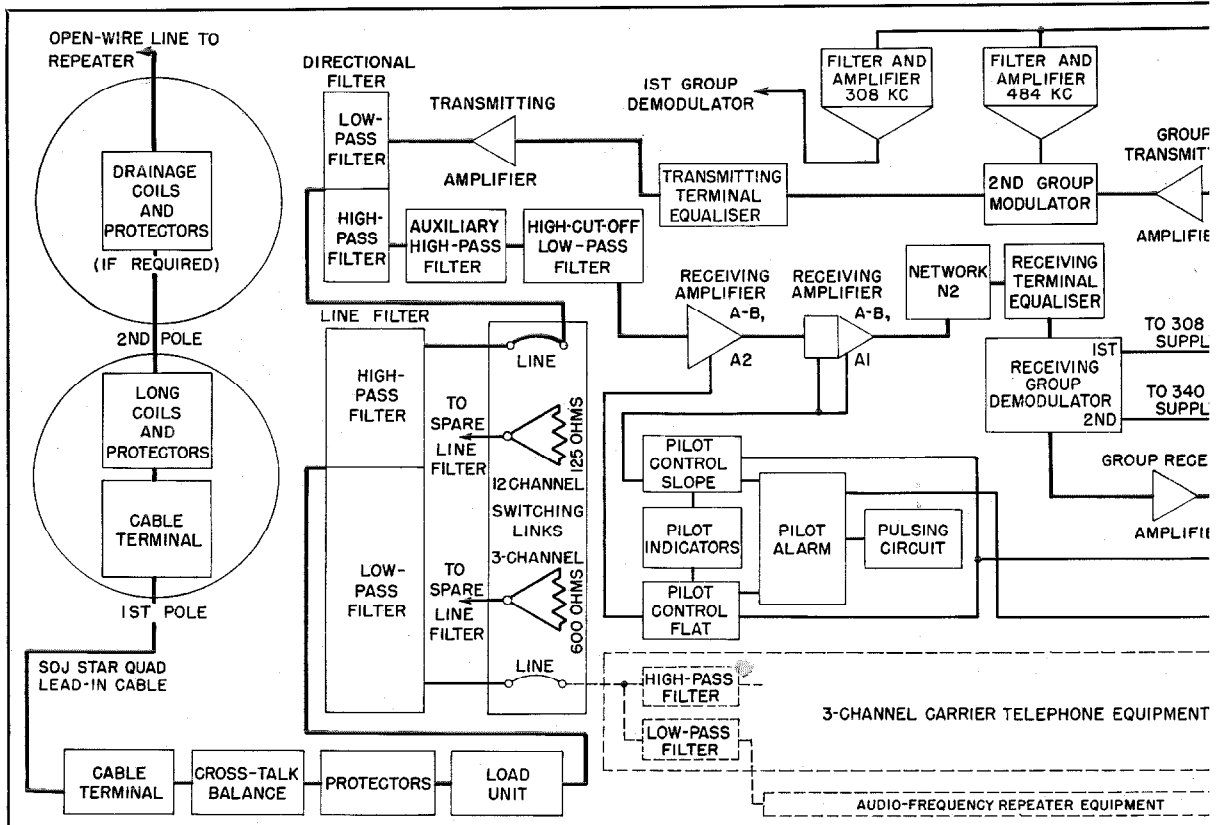 OPEN-WIRE LINE TO
REPEATER
DRAINAGE
COILS
AND
PROTECTORS
(IF REQUIRED)
2ND POLE
LONG
COILS
AND
PROTECTORS
CABLE
TERMINAL
1ST POLE
SOJ STAR QUAD
LEAD-IN CABLE
CABLE
TERMINAL
CROSS-TALK
BALANCE
PROTECTORS
LOAD
UNIT
DIRECTIONAL
FILTER
LOW-
PASS
FILTER
HIGH-
PASS
FILTER
TRANSMITTING
AMPLIFIER
AUXILIARY
HIGH-PASS
FILTER
HIGH-CUT-OFF
LOW-PASS
FILTER
LINE FILTER
HIGH-
PASS
FILTER
LOW-
PASS
FILTER
LINE
TO
SPARE
LINE
FILTER
125 OHMS
12 CHANNEL
SWITCHING
LINKS
3-CHANNEL
TO
SPARE
LINE
FILTER
600 OHMS
LINE
1ST GROUP
DEMODULATOR
FILTER AND
AMPLIFIER
308 KC
FILTER AND
AMPLIFIER
484 KC
TRANSMITTING
TERMINAL
EQUALISER
2ND GROUP
MODULATOR
GROUP
TRANSMIT
AMPLIFIE
RECEIVING
AMPLIFIER
A-B,
A2
RECEIVING
AMPLIFIER
A-B,
A1
NETWORK
N2
RECEIVING
TERMINAL
EQUALISER
1ST
RECEIVING
GROUP
DEMODULATOR
2ND
TO 308
SUPPL
TO 340
SUPPL
GROUP RECE
AMPLIFIE
PILOT
CONTROL
SLOPE
PILOT
INDICATORS
PILOT
CONTROL
FLAT
PILOT
ALARM
PULSING
CIRCUIT
HIGH-PASS
FILTER
LOW-PASS
FILTER
3-CHANNEL CARRIER TELEPHONE EQUIPMENT
AUDIO-FREQUENCY REPEATER EQUIPMENT